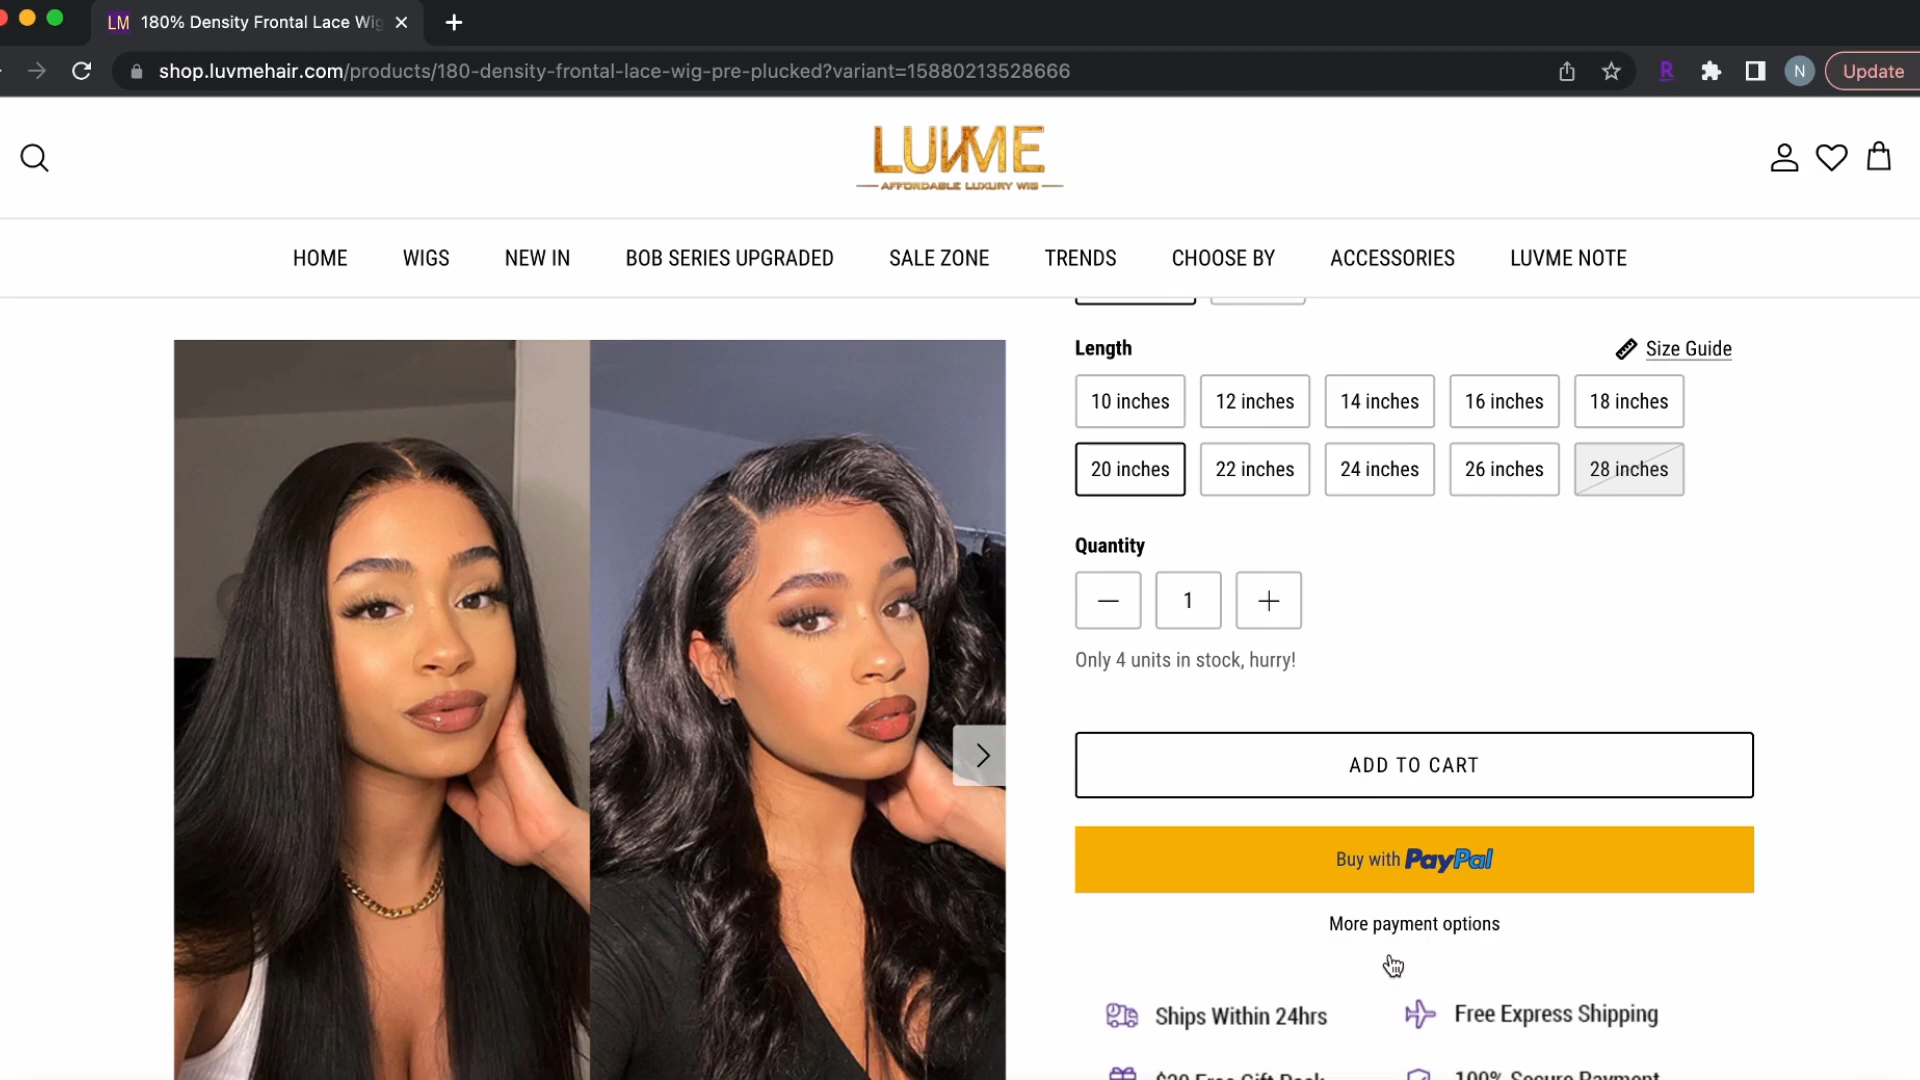 LM 180% Density Frontal Lace Wig
shop.luvmehair.com/products/180-density-frontal-lace-wig-pre-plucked?variant=15880213528666
R
N
Update
LUVME
AFFORDABLE LUXURY WIG
HOME WIGS NEW IN BOB SERIES UPGRADED SALE ZONE TRENDS CHOOSE BY ACCESSORIES LUVME NOTE
Length
Size Guide
10 inches 12 inches 14 inches 16 inches 18 inches
20 inches 22 inches 24 inches 26 inches 28 inches
Quantity
1
Only 4 units in stock, hurry!
ADD TO CART
Buy with PayPal
More payment options
Ships Within 24hrs
Free Express Shipping
100% Secure Payment